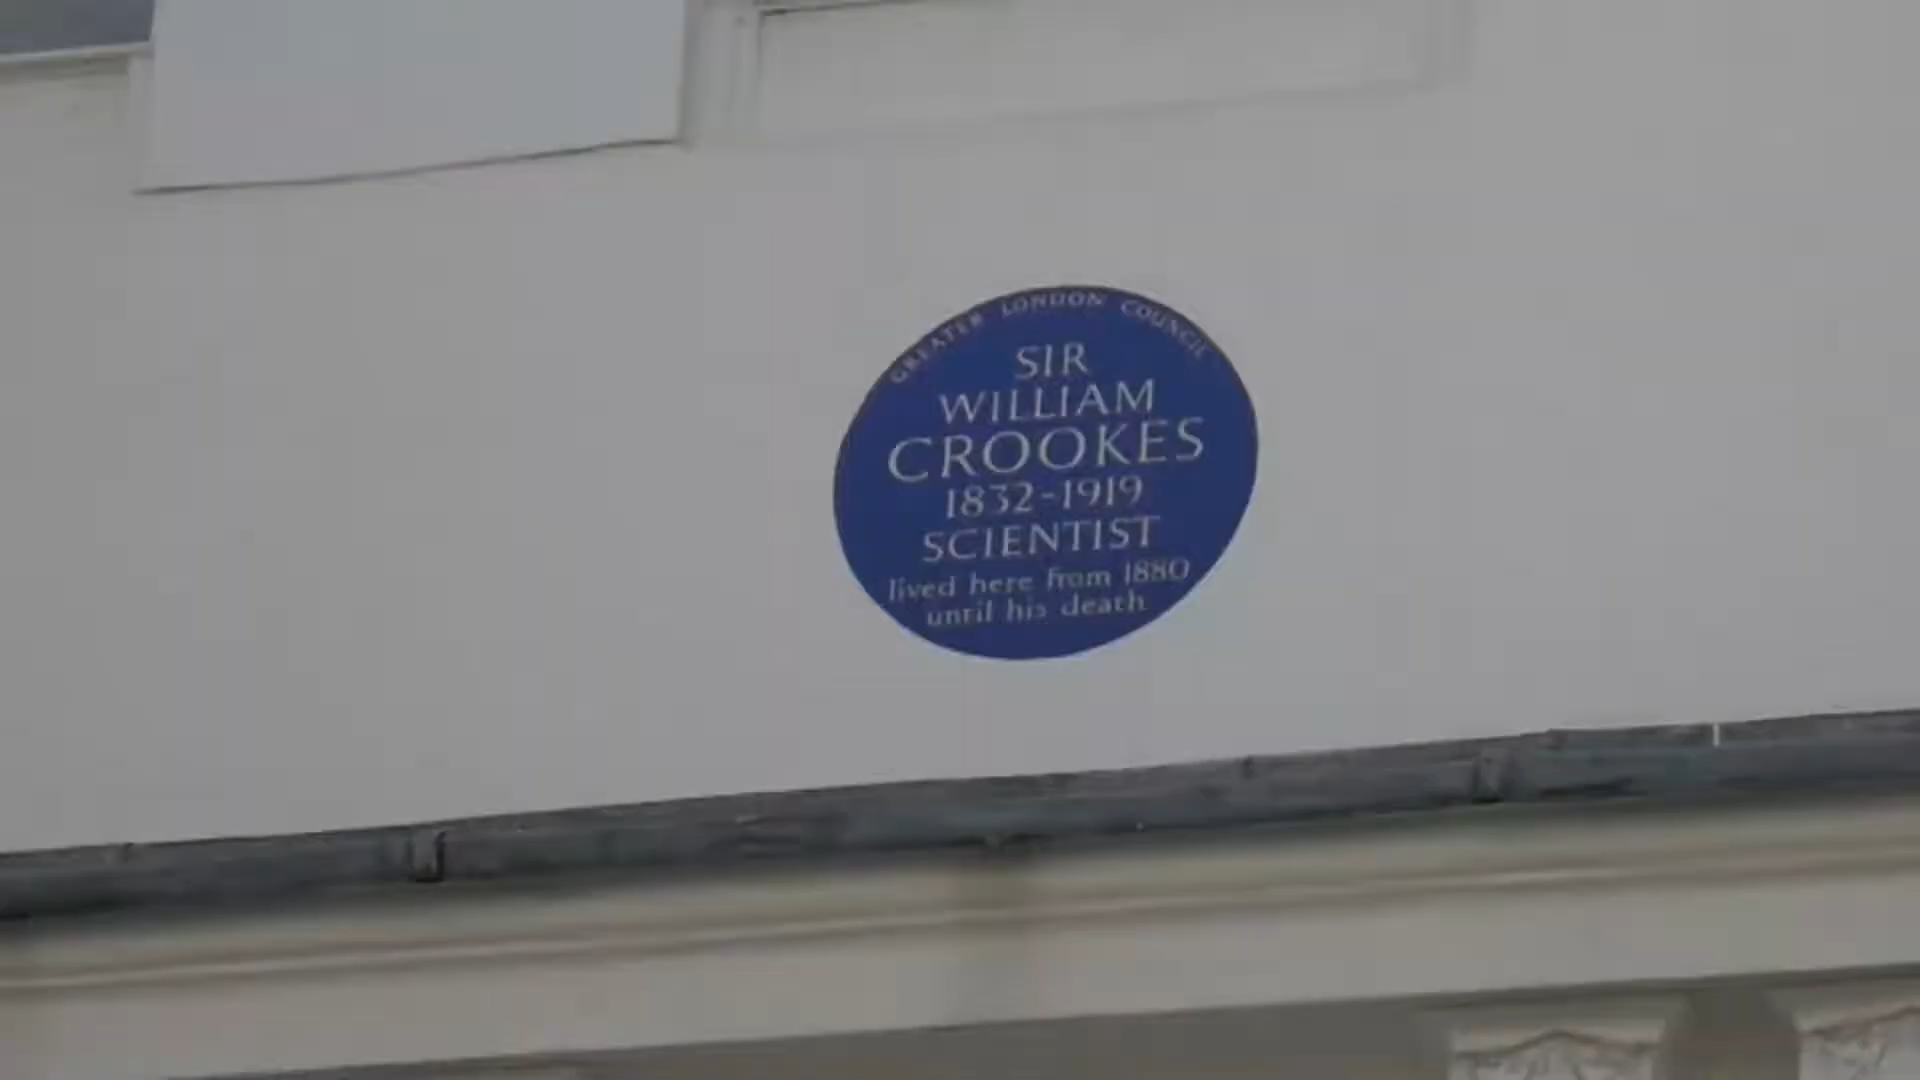 GREATER LONDON COUNCIL
SIR
WILLIAM
CROOKES
1832-1919
SCIENTIST
lived here from 1880
until his death